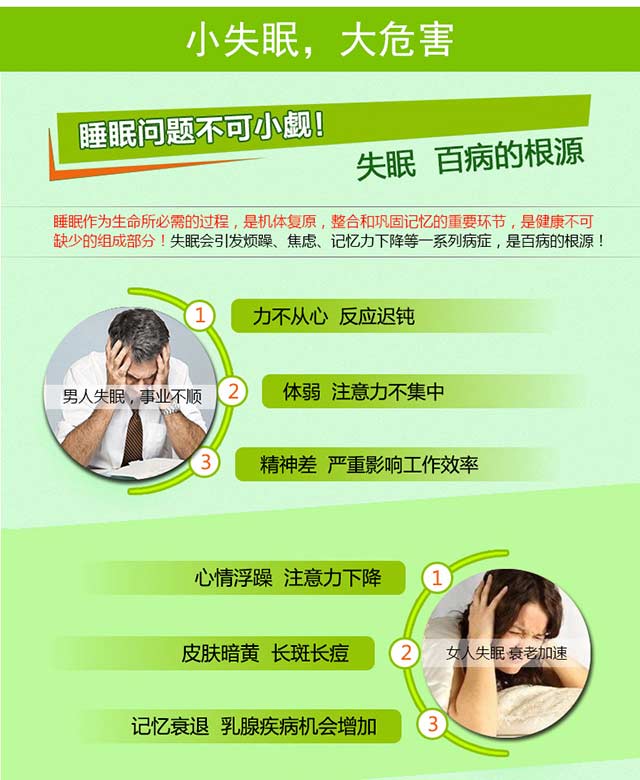 小失眠，大危害
睡眠问题不可小觑！
失眠 百病的根源
睡眠作为生命所必需的过程，是机体复原，整合和巩固记忆的重要环节，是健康不可
缺少的组成部分！失眠会引发烦躁、焦虑、记忆力下降等一系列病症，是百病的根源！
男人失眠，事业不顺
1
力不从心 反应迟钝
2
体弱 注意力不集中
3
精神差 严重影响工作效率
女人失眠 衰老加速
心情浮躁 注意力下降
1
皮肤暗黄 长斑长痘
2
记忆衰退 乳腺疾病机会增加
3